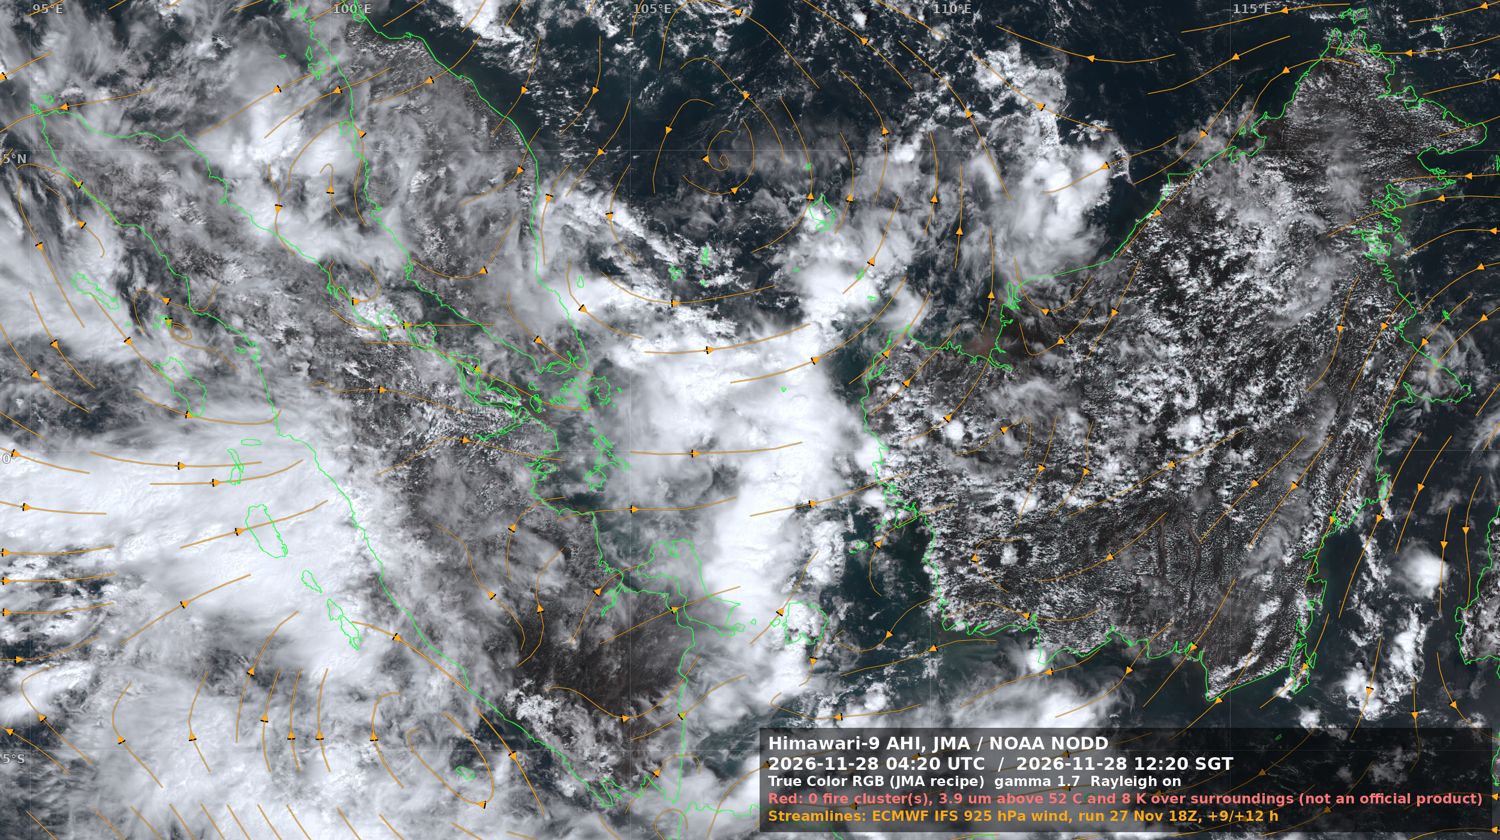 95°E
100°E
105°E
110°E
115°E
5°N
0°
5°S
Himawari-9 AHI, JMA / NOAA NODD
2026-11-28 04:20 UTC / 2026-11-28 12:20 SGT
True Color RGB (JMA recipe) gamma 1.7 Rayleigh on
Red: 0 fire cluster(s), 3.9 um above 52 C and 8 K over surroundings (not an official product)
Streamlines: ECMWF IFS 925 hPa wind, run 27 Nov 18Z, +9/+12 h